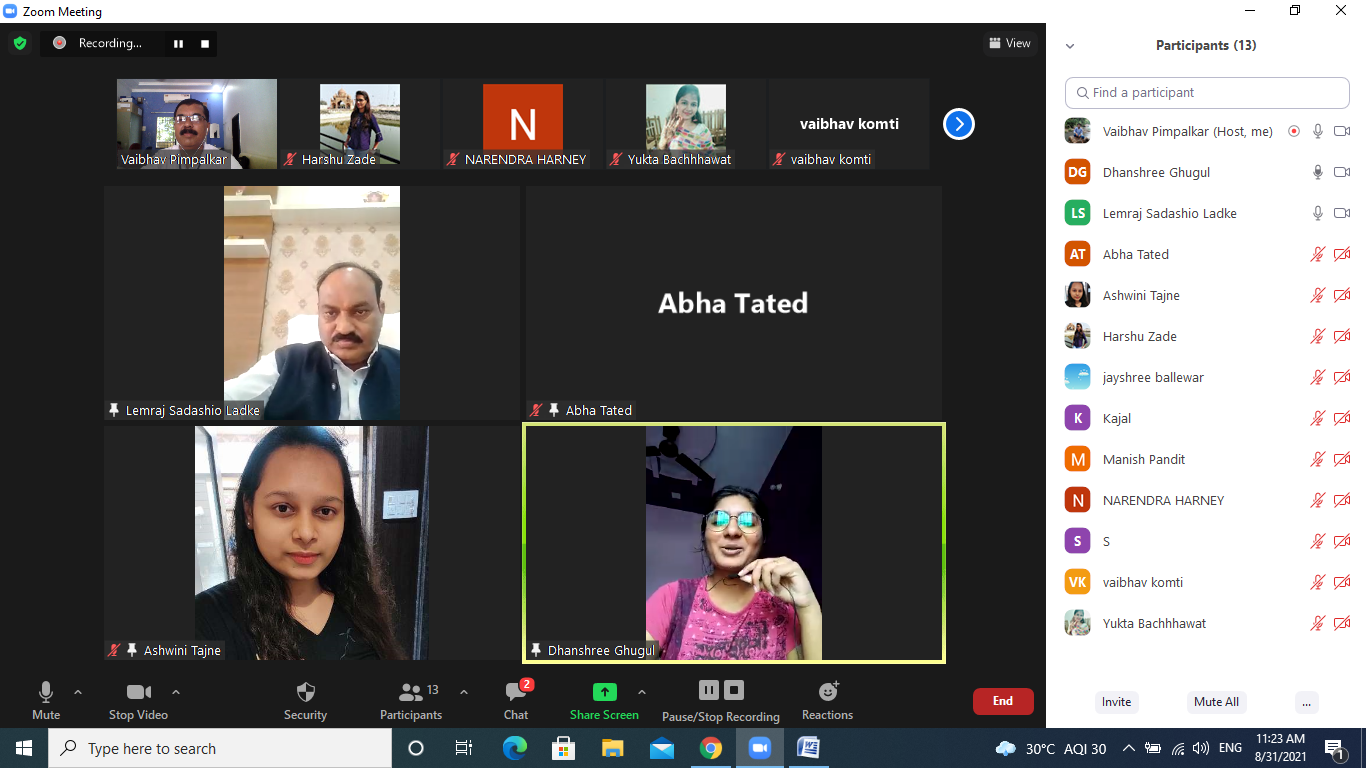 Zoom Meeting
Recording...
View
Participants (13)
Find a participant
N
vaibhav komti
Vaibhav Pimpalkar
Harshu Zade
NARENDRA HARNEY
Yukta Bachhhawat
vaibhav komti
Abha Tated
Lemraj Sadashio Ladke
Abha Tated
Ashwini Tajne
Dhanshree Ghugul
Vaibhav Pimpalkar (Host, me)
DG Dhanshree Ghugul
LS Lemraj Sadashio Ladke
AT Abha Tated
Ashwini Tajne
Harshu Zade
jayshree ballewar
K Kajal
M Manish Pandit
N NARENDRA HARNEY
S S
VK vaibhav komti
Yukta Bachhhawat
Invite
Mute All
...
Mute
Stop Video
Security
13
Participants
2
Chat
Share Screen
Pause/Stop Recording
Reactions
End
Type here to search
30°C AQI 30
ENG
11:23 AM
8/31/2021
1